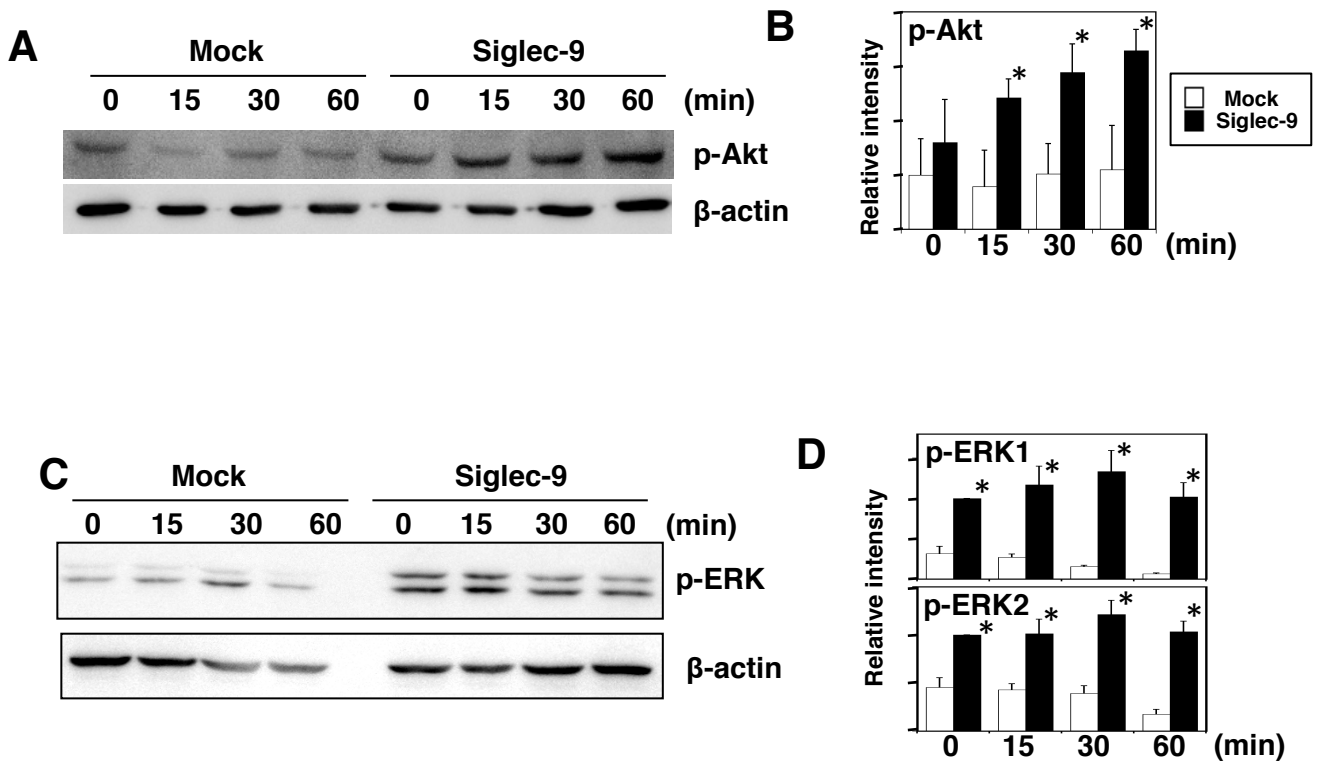 A
Mock Siglec-9
0 15 30 60 0 15 30 60 (min)
p-Akt
β-actin
B
p-Akt
* * *
Relative intensity
0 15 30 60 (min)
Mock
Siglec-9
C
Mock Siglec-9
0 15 30 60 0 15 30 60 (min)
p-ERK
β-actin
D
p-ERK1
* * * *
p-ERK2
* * * *
Relative intensity
0 15 30 60 (min)